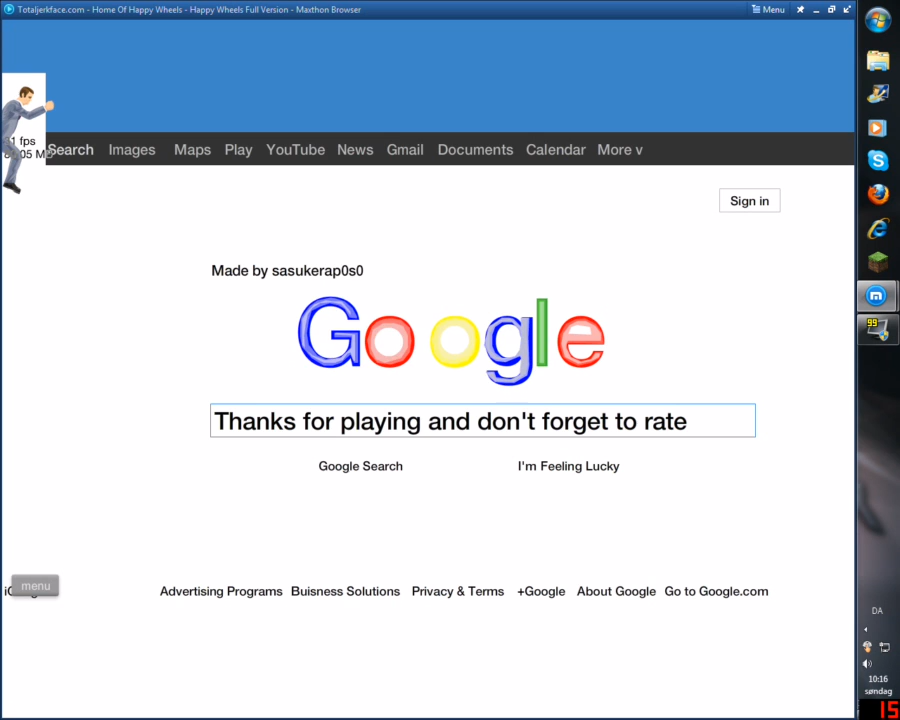 Totaljerkface.com - Home Of Happy Wheels - Happy Wheels Full Version - Maxthon Browser
Menu
1 fps
05 M
Search Images Maps Play YouTube News Gmail Documents Calendar More v
Sign in
Made by sasukerap0s0
Google
Thanks for playing and don't forget to rate
Google Search I'm Feeling Lucky
menu
Advertising Programs Buisness Solutions Privacy & Terms +Google About Google Go to Google.com
99
DA
10:16
søndag
15